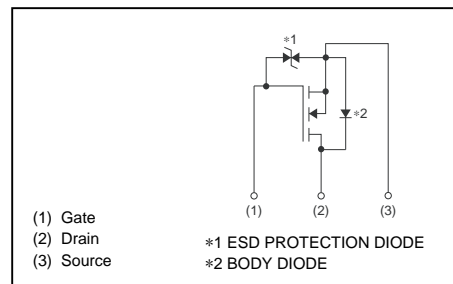 ∗1
∗2
(1) (2) (3)
(1) Gate
(2) Drain
(3) Source
∗1 ESD PROTECTION DIODE
∗2 BODY DIODE